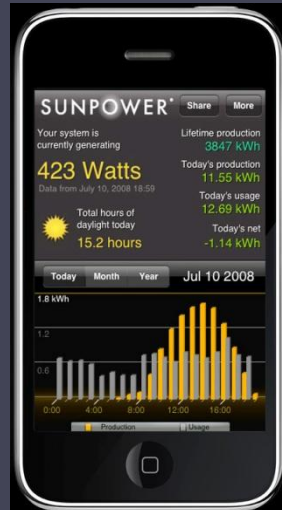 SUNPOWER
Share
More
Your system is
currently generating
423 Watts
Data from July 10, 2008 18:59
Total hours of
daylight today
15.2 hours
Lifetime production
3847 kWh
Today's production
11.55 kWh
Today's usage
12.69 kWh
Today's net
-1.14 kWh
Today
Month
Year
Jul 10 2008
1.8 kWh
1.2
0.6
0:00
4:00
8:00
12:00
16:00
Production
Usage